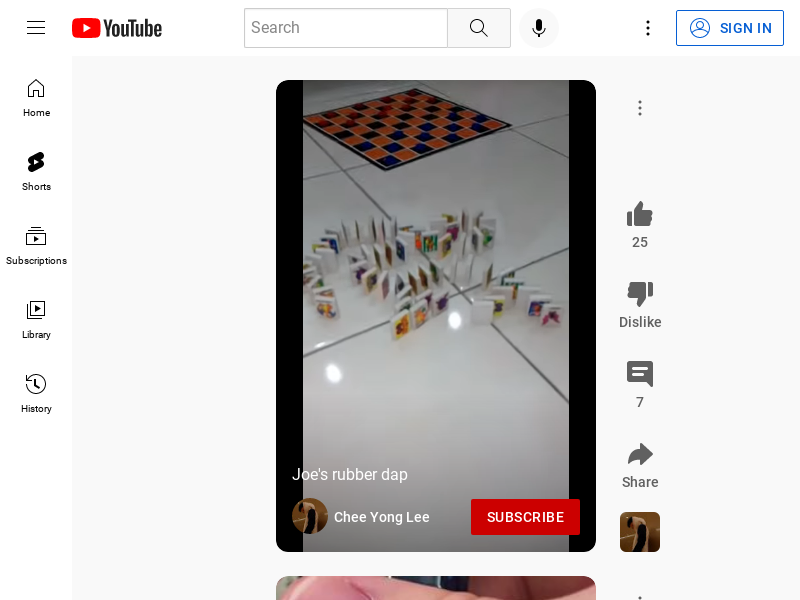 YouTube
Search
SIGN IN
Home
Shorts
Subscriptions
Library
History
25
Dislike
7
Share
Joe's rubber dap
Chee Yong Lee
SUBSCRIBE